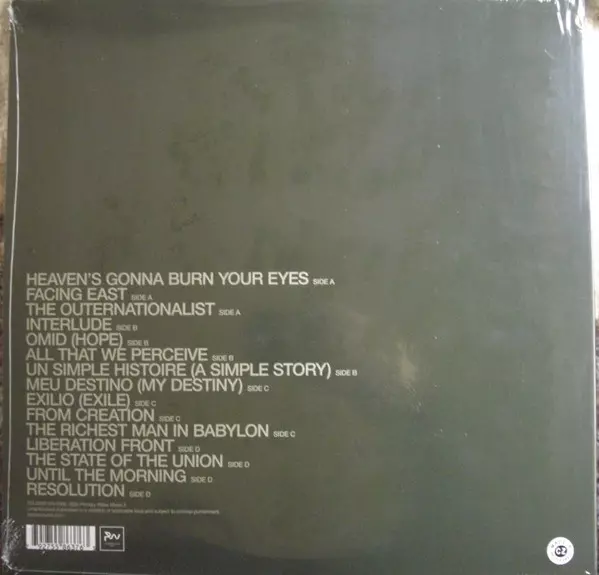 HEAVEN'S GONNA BURN YOUR EYES SIDE A
FACING EAST SIDE A
THE OUTERNATIONALIST SIDE A
INTERLUDE SIDE B
OMID (HOPE) SIDE B
ALL THAT WE PERCEIVE SIDE B
UN SIMPLE HISTOIRE (A SIMPLE STORY) SIDE B
MEU DESTINO (MY DESTINY) SIDE C
EXILIO (EXILE) SIDE C
FROM CREATION SIDE C
THE RICHEST MAN IN BABYLON SIDE C
LIBERATION FRONT SIDE D
THE STATE OF THE UNION SIDE D
UNTIL THE MORNING SIDE D
RESOLUTION SIDE D